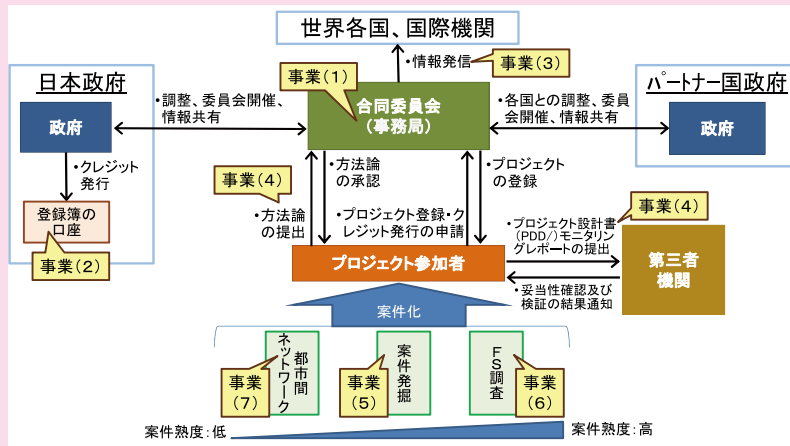 世界各国、国際機関
・情報発信
事業(3)
事業(1)
日本政府
政府
・調整、委員会開催、
情報共有
合同委員会
(事務局)
・各国との調整、委員
会開催、情報共有
パートナー国政府
政府
・クレジット
発行
登録簿の
口座
事業(2)
事業(4)
・方法論
の提出
・方法論
の承認
・プロジェクト登録・ク
レジット発行の申請
・プロジェクト
の登録
事業(4)
・プロジェクト設計書
(PDD/)モニタリン
グレポートの提出
プロジェクト参加者
第三者
機関
・妥当性確認及び
検証の結果通知
案件化
都市間
ネットワーク
事業
(7)
案件発掘
事業
(5)
FS調査
事業
(6)
案件熟度:低
案件熟度:高